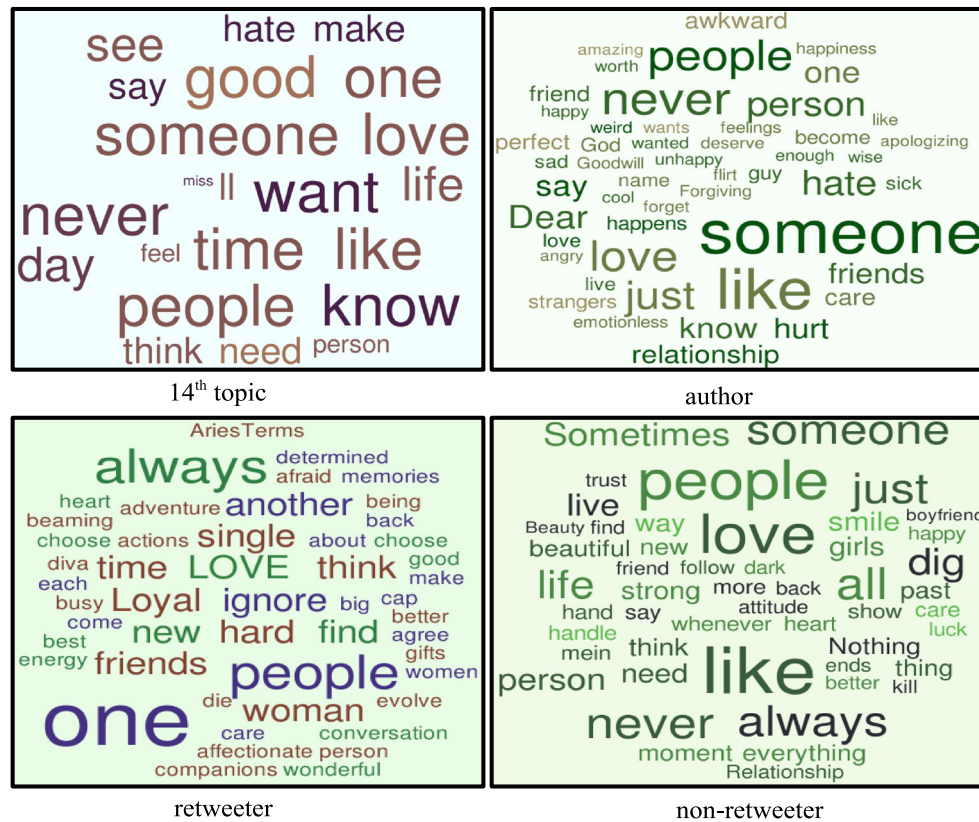 hate make
see
say good one
someone love
miss ll want life
never
day feel time like
people know
think need person
14th topic
awkward
amazing people happiness
worth one
friend never person
happy like
weird wants feelings become apologizing
perfect God wanted deserve
sad Goodwill unhappy enough wise
say name flirt guy hate sick
cool Forgiving
Dear forget
happens someone
love love
angry
live just like friends
strangers care
emotionless know hurt
relationship
author
AriesTerms
always determined
afraid memories
heart adventure another being
beaming back
choose actions single about choose
diva time LOVE think good
each make
busy Loyal ignore big cap
come better
best new hard find agree
energy friends gifts
people women
one die woman evolve
care conversation
affectionate person
companions wonderful
retweeter
Sometimes someone
trust people just
live boyfriend
Beauty find way love smile happy
beautiful new girls dig
friend follow dark
life strong more back all past
hand say attitude show care
handle whenever heart luck
mein think Nothing
person need like ends thing
better kill
never always
moment everything
Relationship
non-retweeter